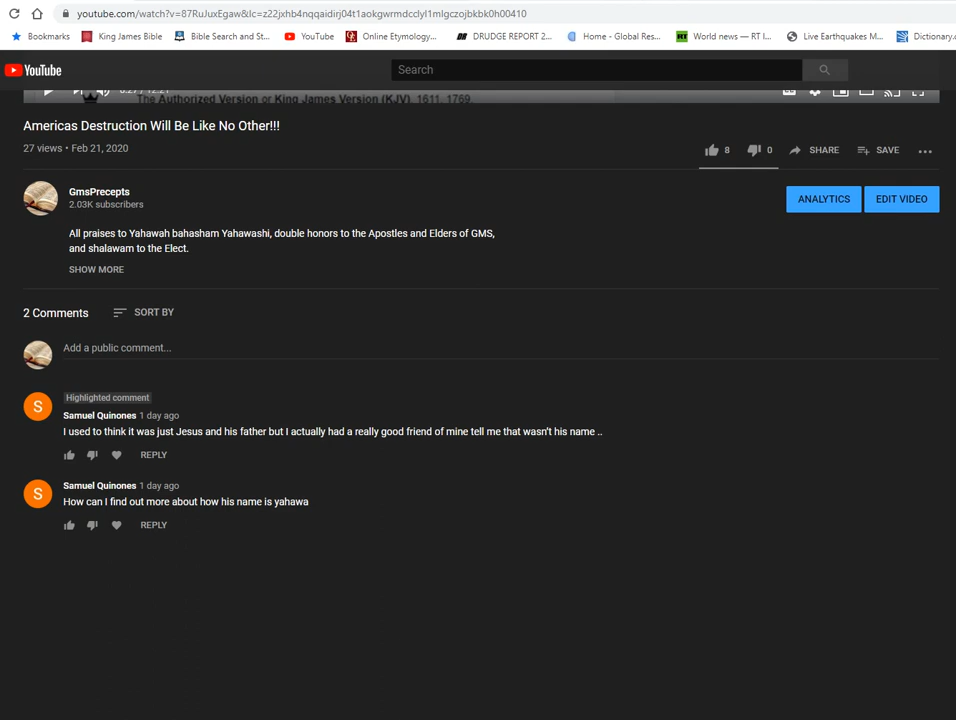 youtube.com/watch?v=87RuJuxEgaw&lc=z22jxhb4nqqaidirj04t1aokgwrmdcclyl1mlgczojbkbk0h00410
Bookmarks King James Bible Bible Search and St... YouTube Online Etymology... DRUDGE REPORT 2... Home - Global Res... RT World news — RT I... Live Earthquakes M... Dictionary.c
YouTube Search
6:27 / 12:21 The Authorized Version or King James Version (KJV), 1611, 1769.
Americas Destruction Will Be Like No Other!!!
27 views • Feb 21, 2020
8 0 SHARE SAVE
GmsPrecepts
2.03K subscribers
ANALYTICS EDIT VIDEO
All praises to Yahawah bahasham Yahawashi, double honors to the Apostles and Elders of GMS,
and shalawam to the Elect.
SHOW MORE
2 Comments SORT BY
Add a public comment...
Highlighted comment
S
Samuel Quinones 1 day ago
I used to think it was just Jesus and his father but I actually had a really good friend of mine tell me that wasn't his name ..
REPLY
S
Samuel Quinones 1 day ago
How can I find out more about how his name is yahawa
REPLY